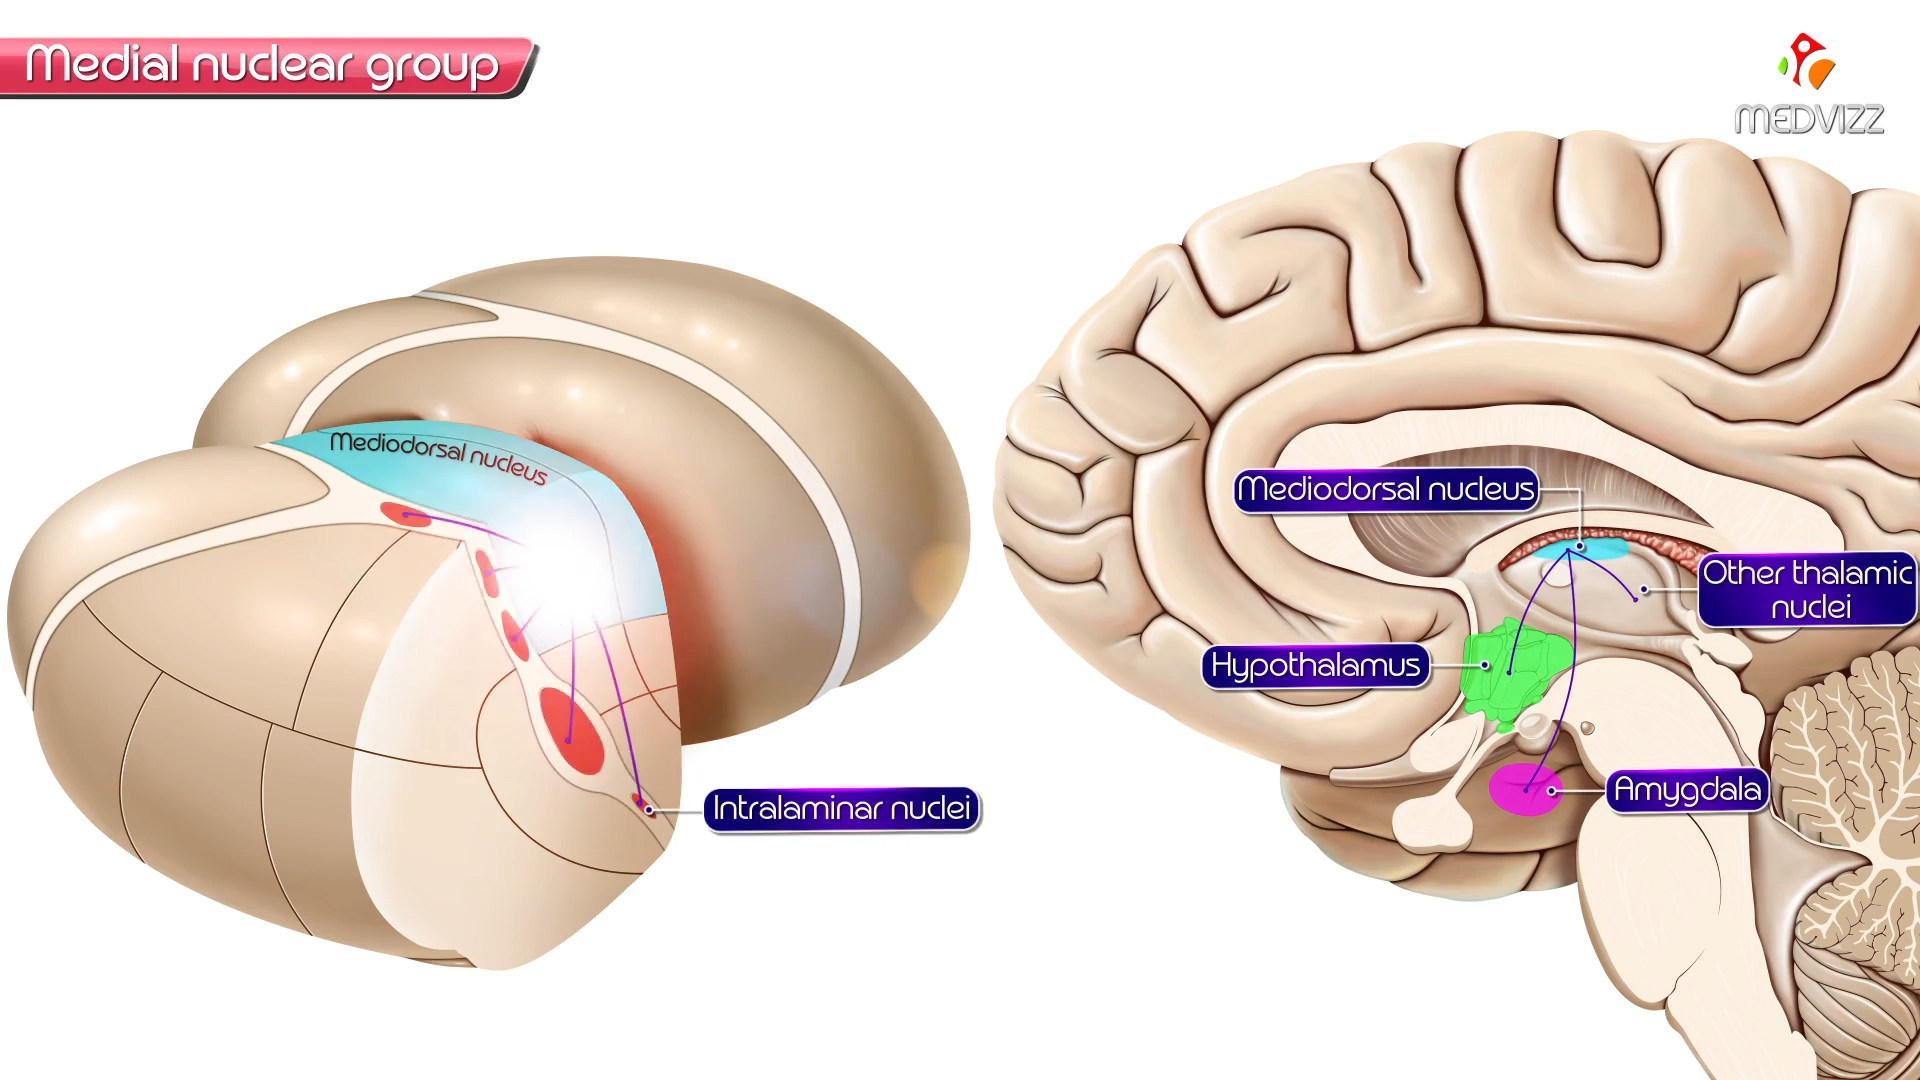 Medial nuclear group
MEDVIZZ
Mediodorsal nucleus
Intralaminar nuclei
Mediodorsal nucleus
Other thalamic
nuclei
Hypothalamus
Amygdala